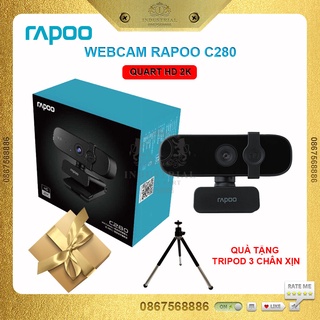 rapoo
WEBCAM RAPOO C280
QUART HD 2K
rapoo
rapoo
C280
QUÀ TẶNG
TRIPOD 3 CHÂN XỊN
RATE ME
0867568886
0867568886
0867568886